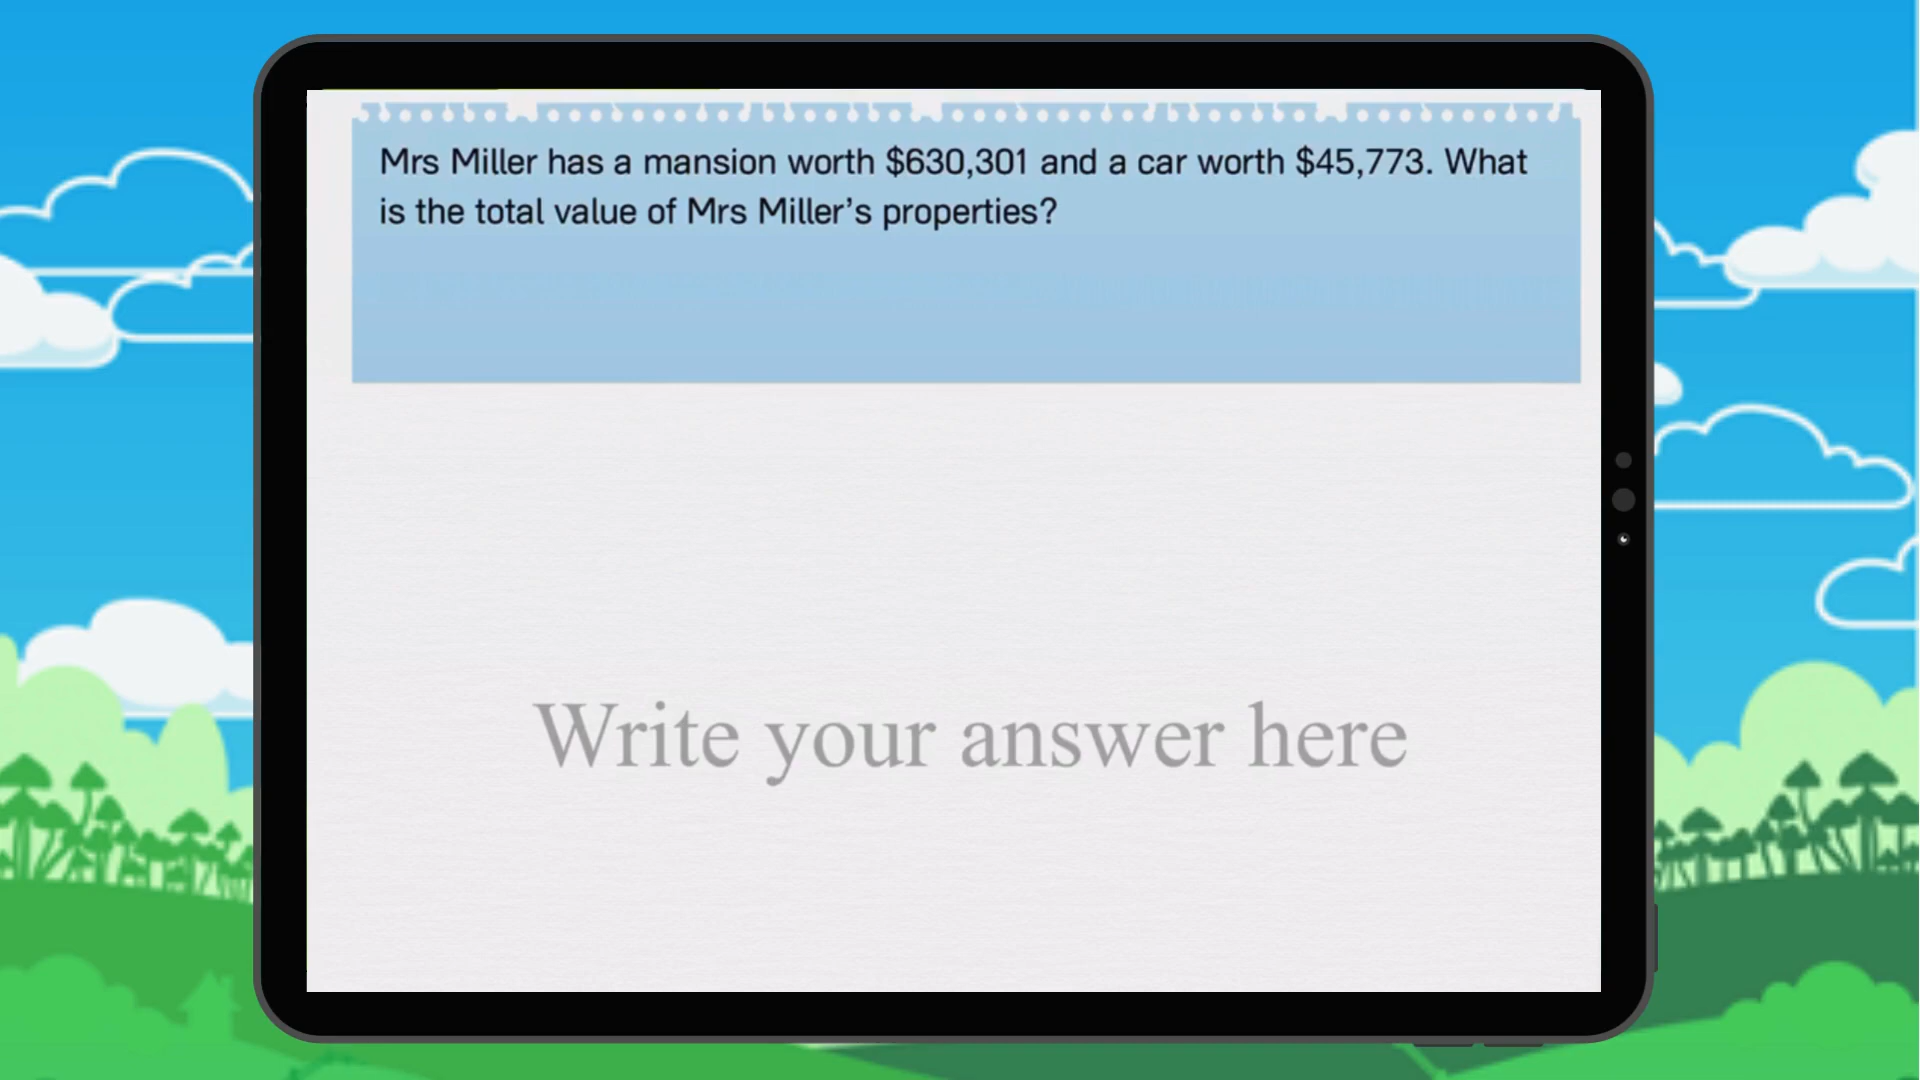 Mrs Miller has a mansion worth $630,301 and a car worth $45,773. What
is the total value of Mrs Miller’s properties?
Write your answer here